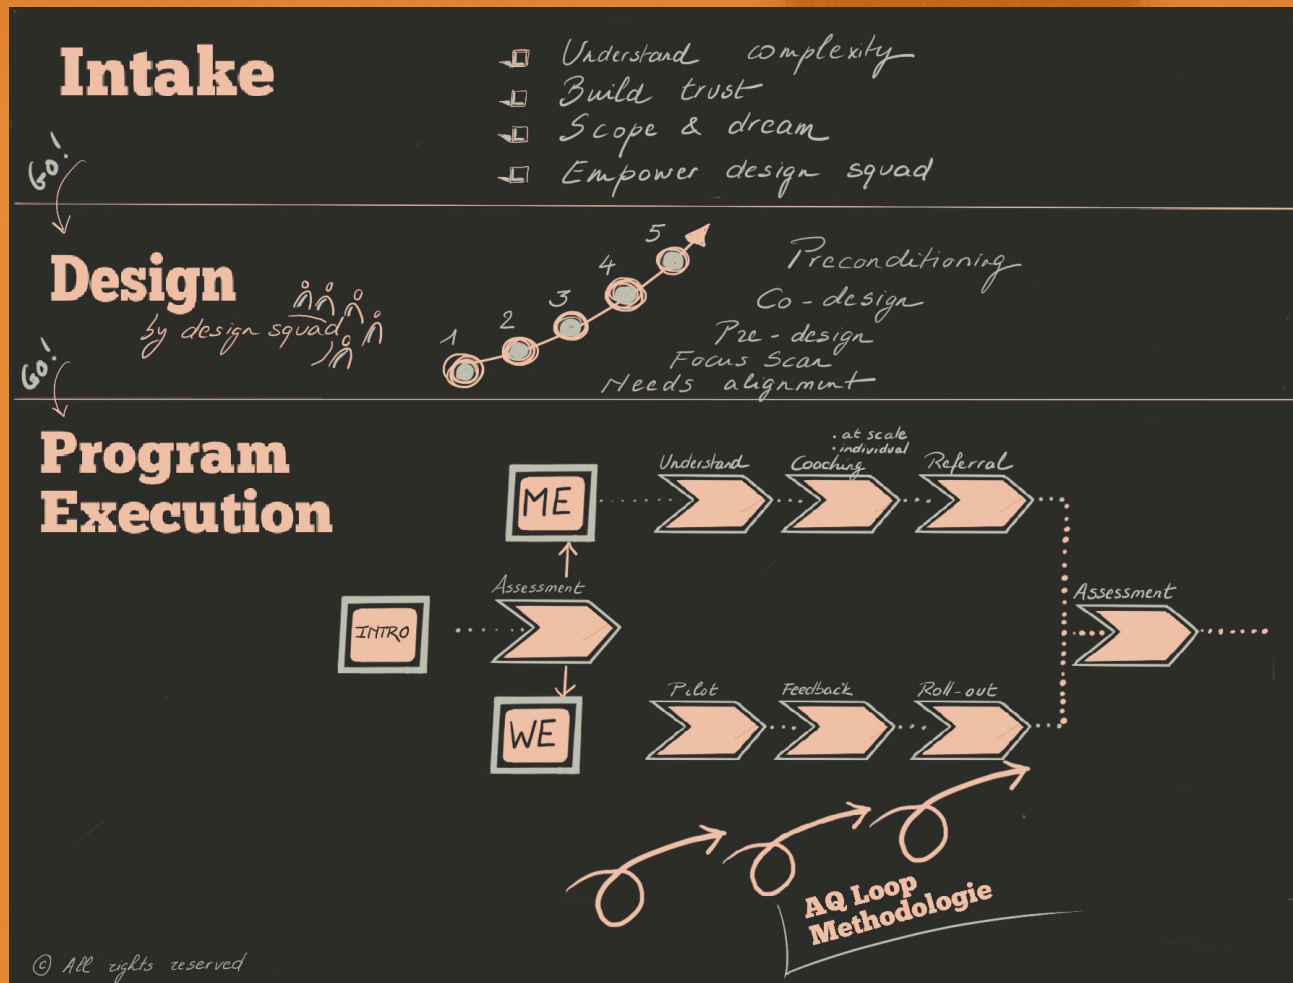 Intake
Understand complexity
Build trust
Scope & dream
Empower design squad
GO!
Design
by design squad
1
2
3
4
5
Preconditioning
Co-design
Pre-design
Focus Scan
Needs alignment
GO!
Program
Execution
• at scale
• individual
Understand
Coaching
Referral
ME
Assessment
INTRO
Assessment
WE
Pilot
Feedback
Roll-out
AQ Loop
Methodologie
© All rights reserved